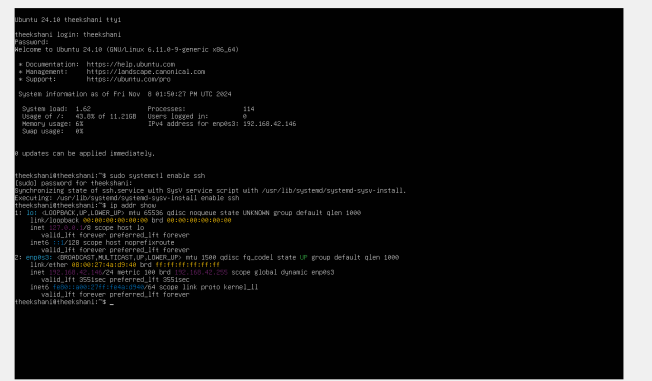 Ubuntu 24.10 theekshani tty1
theekshani login: theekshani
Password:
Welcome to Ubuntu 24.10 (GNU/Linux 6.11.0-9-generic x86_64)
* Documentation: https://help.ubuntu.com
* Management: https://landscape.canonical.com
* Support: https://ubuntu.com/pro
System information as of Fri Nov 8 01:50:27 PM UTC 2024
System load: 1.62 Processes: 114
Usage of /: 43.8% of 11.21GB Users logged in: 0
Memory usage: 6% IPv4 address for enp0s3: 192.168.42.146
Swap usage: 0%
0 updates can be applied immediately.
theekshani@theekshani:~$ sudo systemctl enable ssh
[sudo] password for theekshani:
Synchronizing state of ssh.service with SysV service script with /usr/lib/systemd/systemd-sysv-install.
Executing: /usr/lib/systemd/systemd-sysv-install enable ssh
theekshani@theekshani:~$ ip addr show
1: lo: <LOOPBACK,UP,LOWER_UP> mtu 65536 qdisc noqueue state UNKNOWN group default qlen 1000
link/loopback 00:00:00:00:00:00 brd 00:00:00:00:00:00
inet 127.0.0.1/8 scope host lo
valid_lft forever preferred_lft forever
inet6 ::1/128 scope host noprefixroute
valid_lft forever preferred_lft forever
2: enp0s3: <BROADCAST,MULTICAST,UP,LOWER_UP> mtu 1500 qdisc fq_codel state UP group default qlen 1000
link/ether 08:00:27:4a:d9:40 brd ff:ff:ff:ff:ff:ff
inet 192.168.42.146/24 metric 100 brd 192.168.42.255 scope global dynamic enp0s3
valid_lft 3551sec preferred_lft 3551sec
inet6 /64 scope link proto kernel_ll
valid_lft forever preferred_lft forever
theekshani@theekshani:~$ _